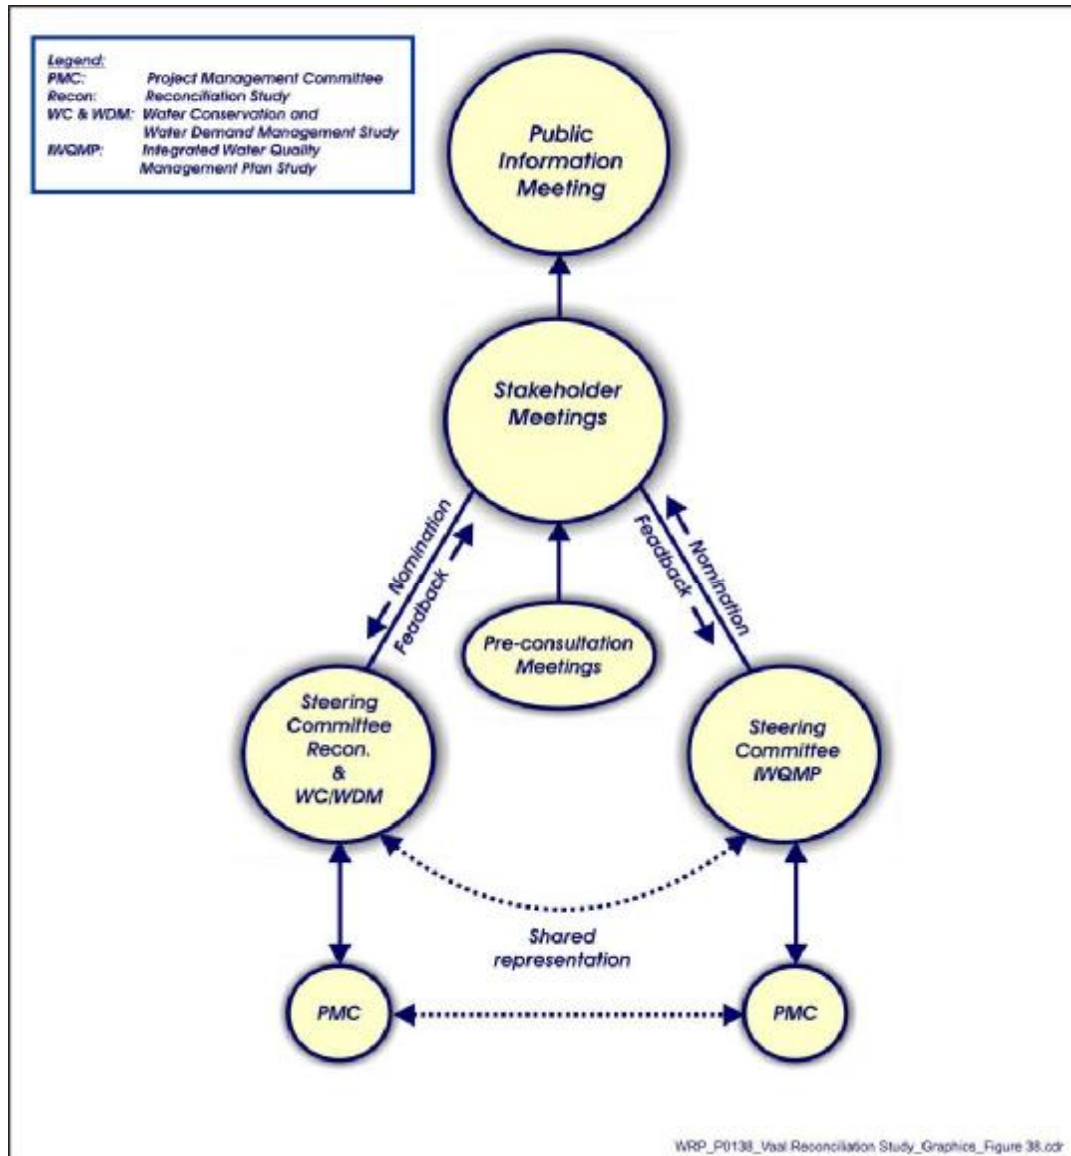 Legend:
PMC: Project Management Committee
Recon: Reconciliation Study
WC & WDM: Water Conservation and
Water Demand Management Study
IWQMP: Integrated Water Quality
Management Plan Study
Public
Information
Meeting
Stakeholder
Meetings
Nomination
Feadback
Feadback
Nomination
Pre-consultation
Meetings
Steering
Committee
Recon.
&
WC/WDM
Steering
Committee
IWQMP
Shared
representation
PMC
PMC
WRP_P0138_Vaal Reconciliation Study_Graphics_Figure 38.cdr